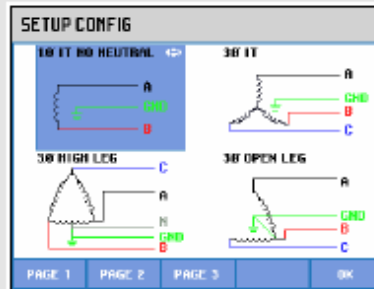 SETUP CONFIG
1Ø IT NO NEUTRAL
A
GND
B
3Ø IT
A
GND
B
C
3Ø HIGH LEG
C
A
N
GND
B
3Ø OPEN LEG
A
GND
B
C
PAGE 1 PAGE 2 PAGE 3 OK